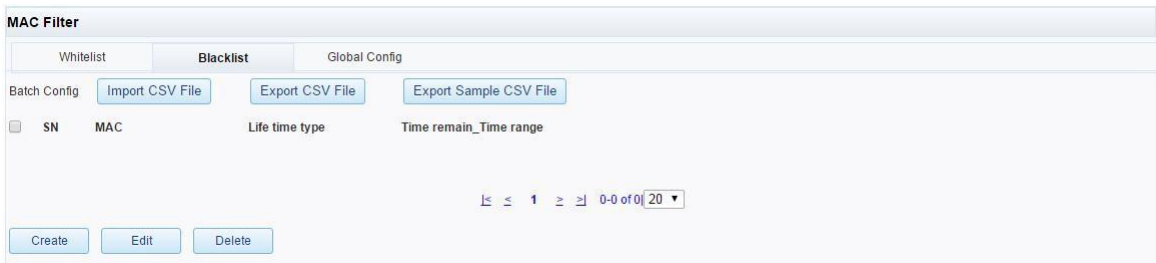 MAC Filter
Whitelist Blacklist Global Config
Batch Config Import CSV File Export CSV File Export Sample CSV File
SN MAC Life time type Time remain_Time range
|< < 1 > >| 0-0 of 0| 20
Create Edit Delete